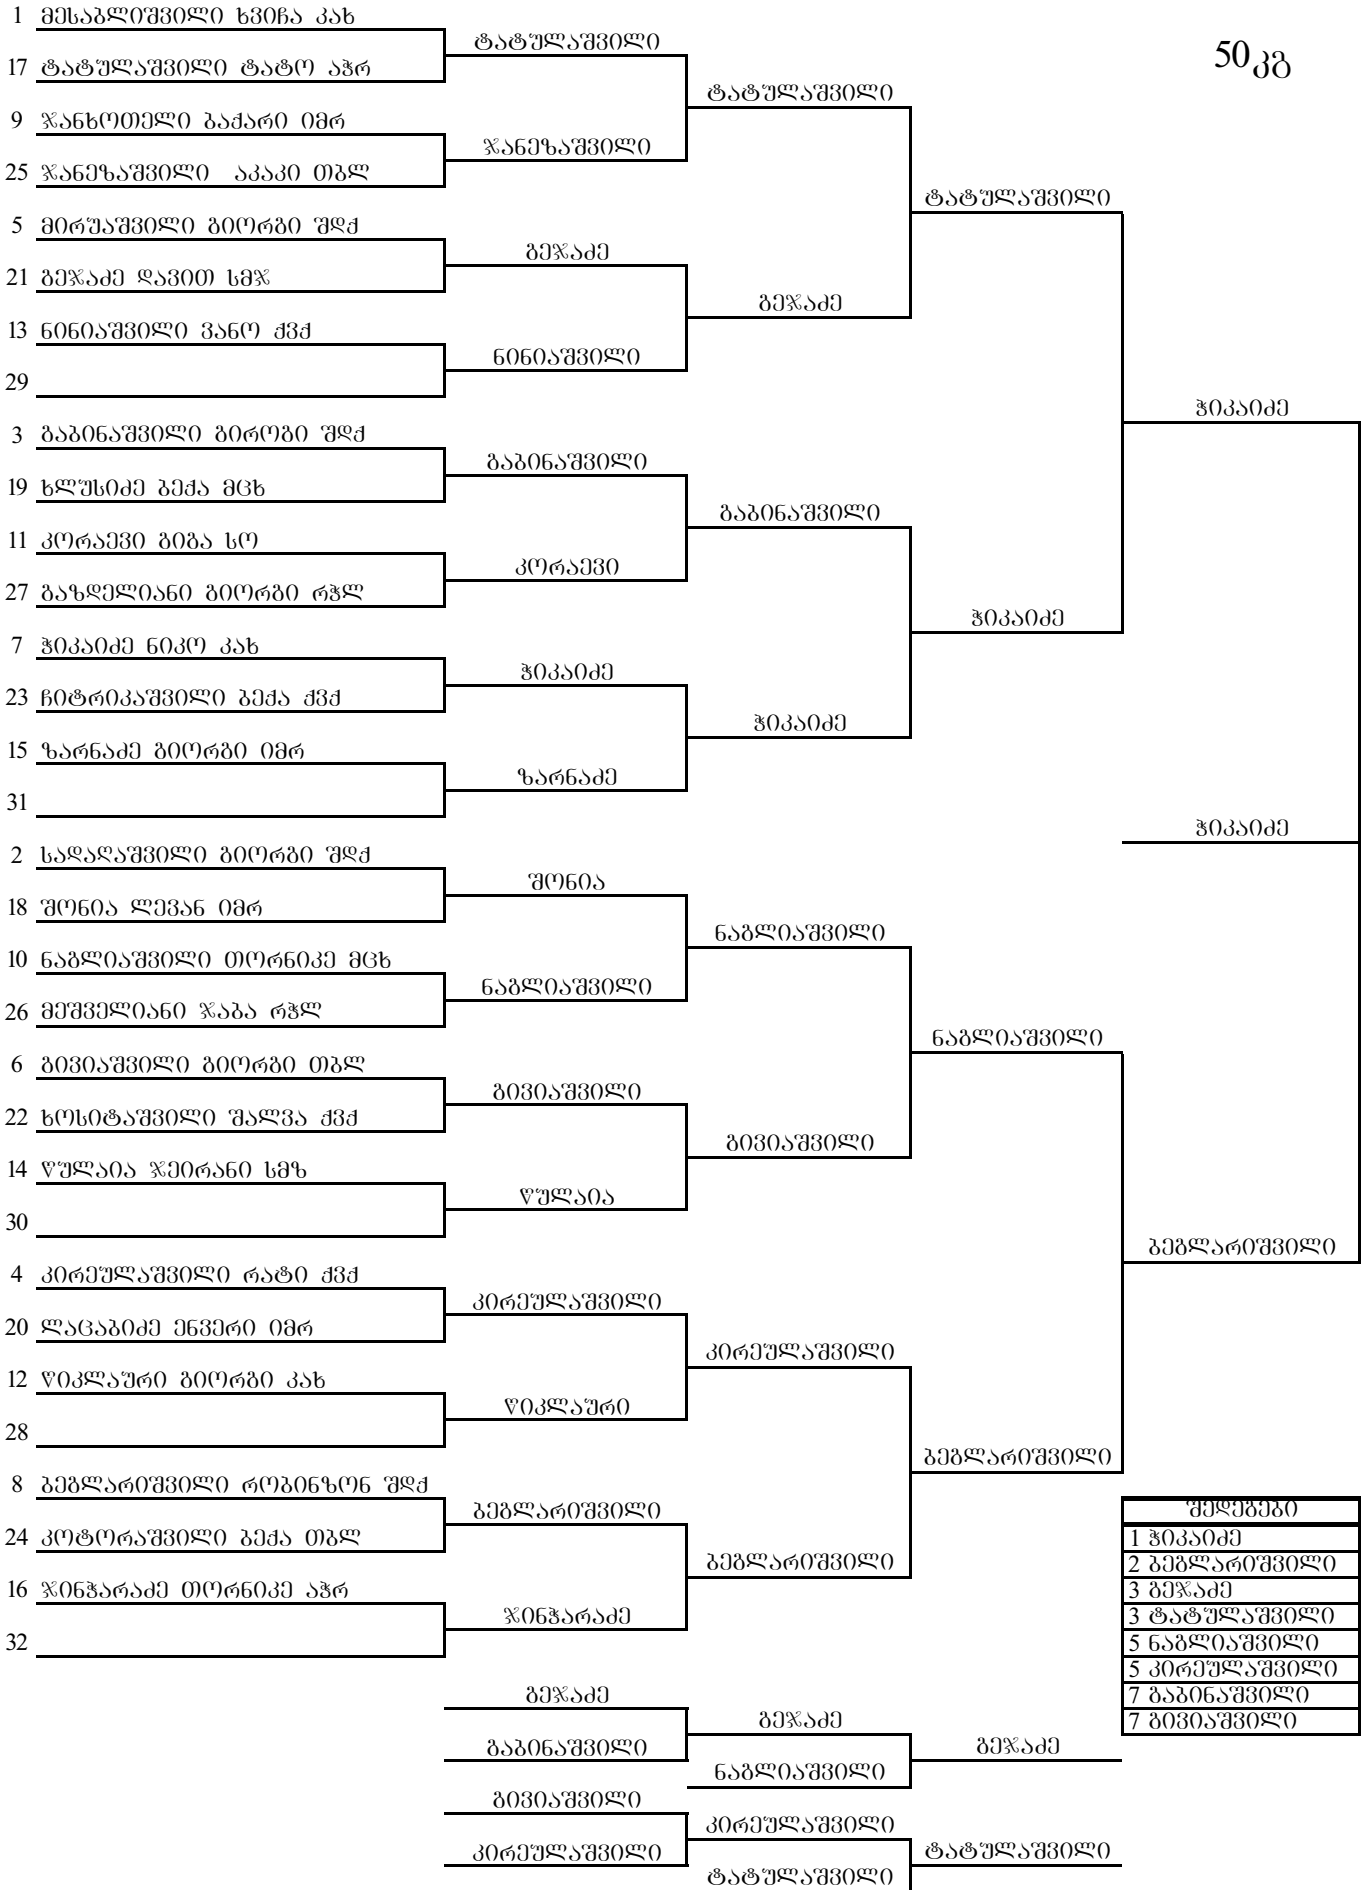 50კგ
1 მესაბლიშვილი ხვიჩა კახ
17 ტატულაშვილი ტატო აჭრ
9 ჯანხოთელი ბაქარი იმრ
25 ჯანეზაშვილი აკაკი თბლ
5 მირუაშვილი გიორგი შდქ
21 გეჯაძე დავით სმჯ
13 ნინიაშვილი ვანო ქვქ
29
3 გაბინაშვილი გიროგი შდქ
19 ხლუსიძე ბექა მცხ
11 კორაევი გიგა სო
27 გაზდელიანი გიორგი რჭლ
7 ჭიკაიძე ნიკო კახ
23 ჩიტრიკაშვილი ბექა ქვქ
15 ზარნაძე გიორგი იმრ
31
2 სადაღაშვილი გიორგი შდქ
18 შონია ლევან იმრ
10 ნაგლიაშვილი თორნიკე მცხ
26 მეშველიანი ჯაბა რჭლ
6 გივიაშვილი გიორგი თბლ
22 ხოსიტაშვილი შალვა ქვქ
14 წულაია ჯეირანი სმზ
30
4 კირეულაშვილი რატი ქვქ
20 ლაცაბიძე ენვერი იმრ
12 წიკლაური გიორგი კახ
28
8 ბეგლარიშვილი რობინზონ შდქ
24 კოტორაშვილი ბექა თბლ
16 ჯინჭარაძე თორნიკე აჭრ
32
ტატულაშვილი
ჯანეზაშვილი
გეჯაძე
ნინიაშვილი
გაბინაშვილი
კორაევი
ჭიკაიძე
ზარნაძე
შონია
ნაგლიაშვილი
გივიაშვილი
წულაია
კირეულაშვილი
წიკლაური
ბეგლარიშვილი
ჯინჭარაძე
ტატულაშვილი
გეჯაძე
გაბინაშვილი
ჭიკაიძე
ნაგლიაშვილი
გივიაშვილი
კირეულაშვილი
ბეგლარიშვილი
ტატულაშვილი
ჭიკაიძე
ნაგლიაშვილი
ბეგლარიშვილი
ჭიკაიძე
ბეგლარიშვილი
ჭიკაიძე
გეჯაძე
გაბინაშვილი
გივიაშვილი
კირეულაშვილი
გეჯაძე
ნაგლიაშვილი
კირეულაშვილი
ტატულაშვილი
გეჯაძე
ტატულაშვილი
შედეგები
1 ჭიკაიძე
2 ბეგლარიშვილი
3 გეჯაძე
3 ტატულაშვილი
5 ნაგლიაშვილი
5 კირეულაშვილი
7 გაბინაშვილი
7 გივიაშვილი